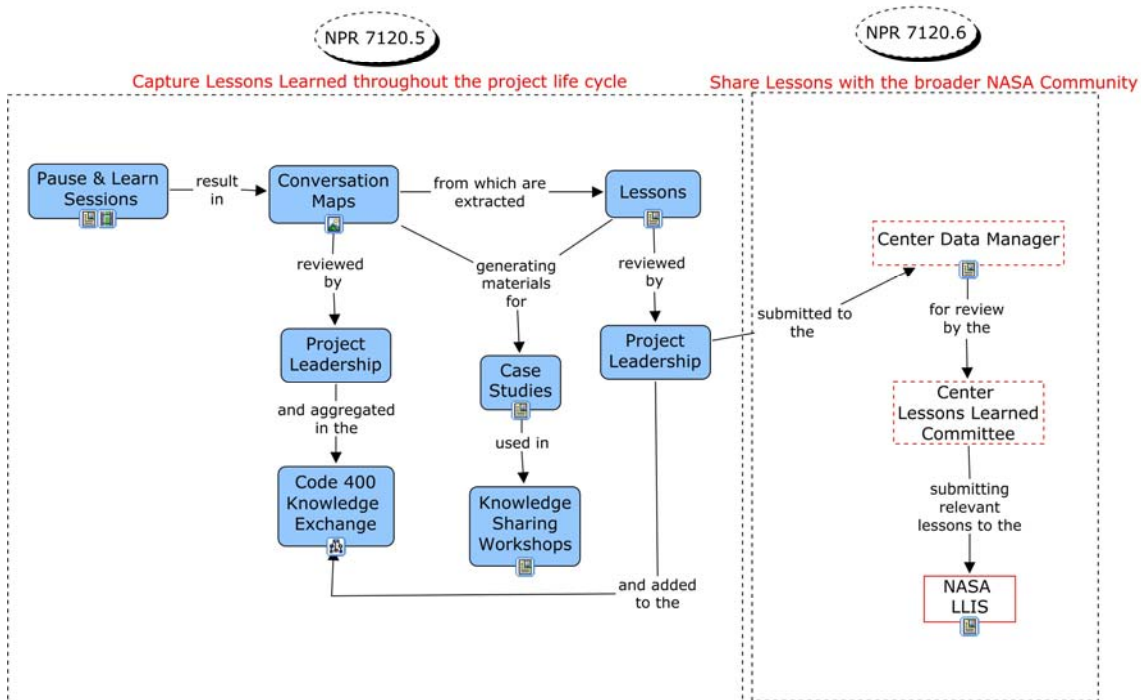 NPR 7120.5
NPR 7120.6
Capture Lessons Learned throughout the project life cycle
Share Lessons with the broader NASA Community
Pause & Learn
Sessions
result
in
Conversation
Maps
from which are
extracted
Lessons
reviewed
by
generating
materials
for
reviewed
by
Project
Leadership
Case
Studies
Project
Leadership
submitted to
the
Center Data Manager
for review
by the
Center
Lessons Learned
Committee
and aggregated
in the
used in
Code 400
Knowledge
Exchange
Knowledge
Sharing
Workshops
submitting
relevant
lessons to the
and added
to the
NASA
LLIS